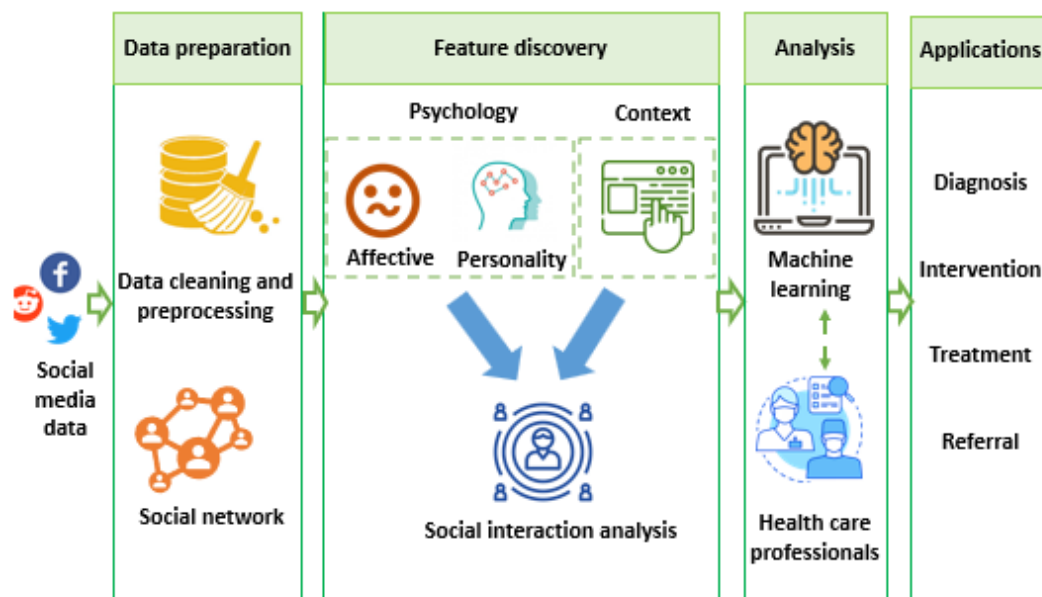 Data preparation
Feature discovery
Analysis
Applications
Psychology
Context
Affective
Personality
Data cleaning and
preprocessing
Social
media
data
Social network
Social interaction analysis
Machine
learning
Health care
professionals
Diagnosis
Intervention
Treatment
Referral